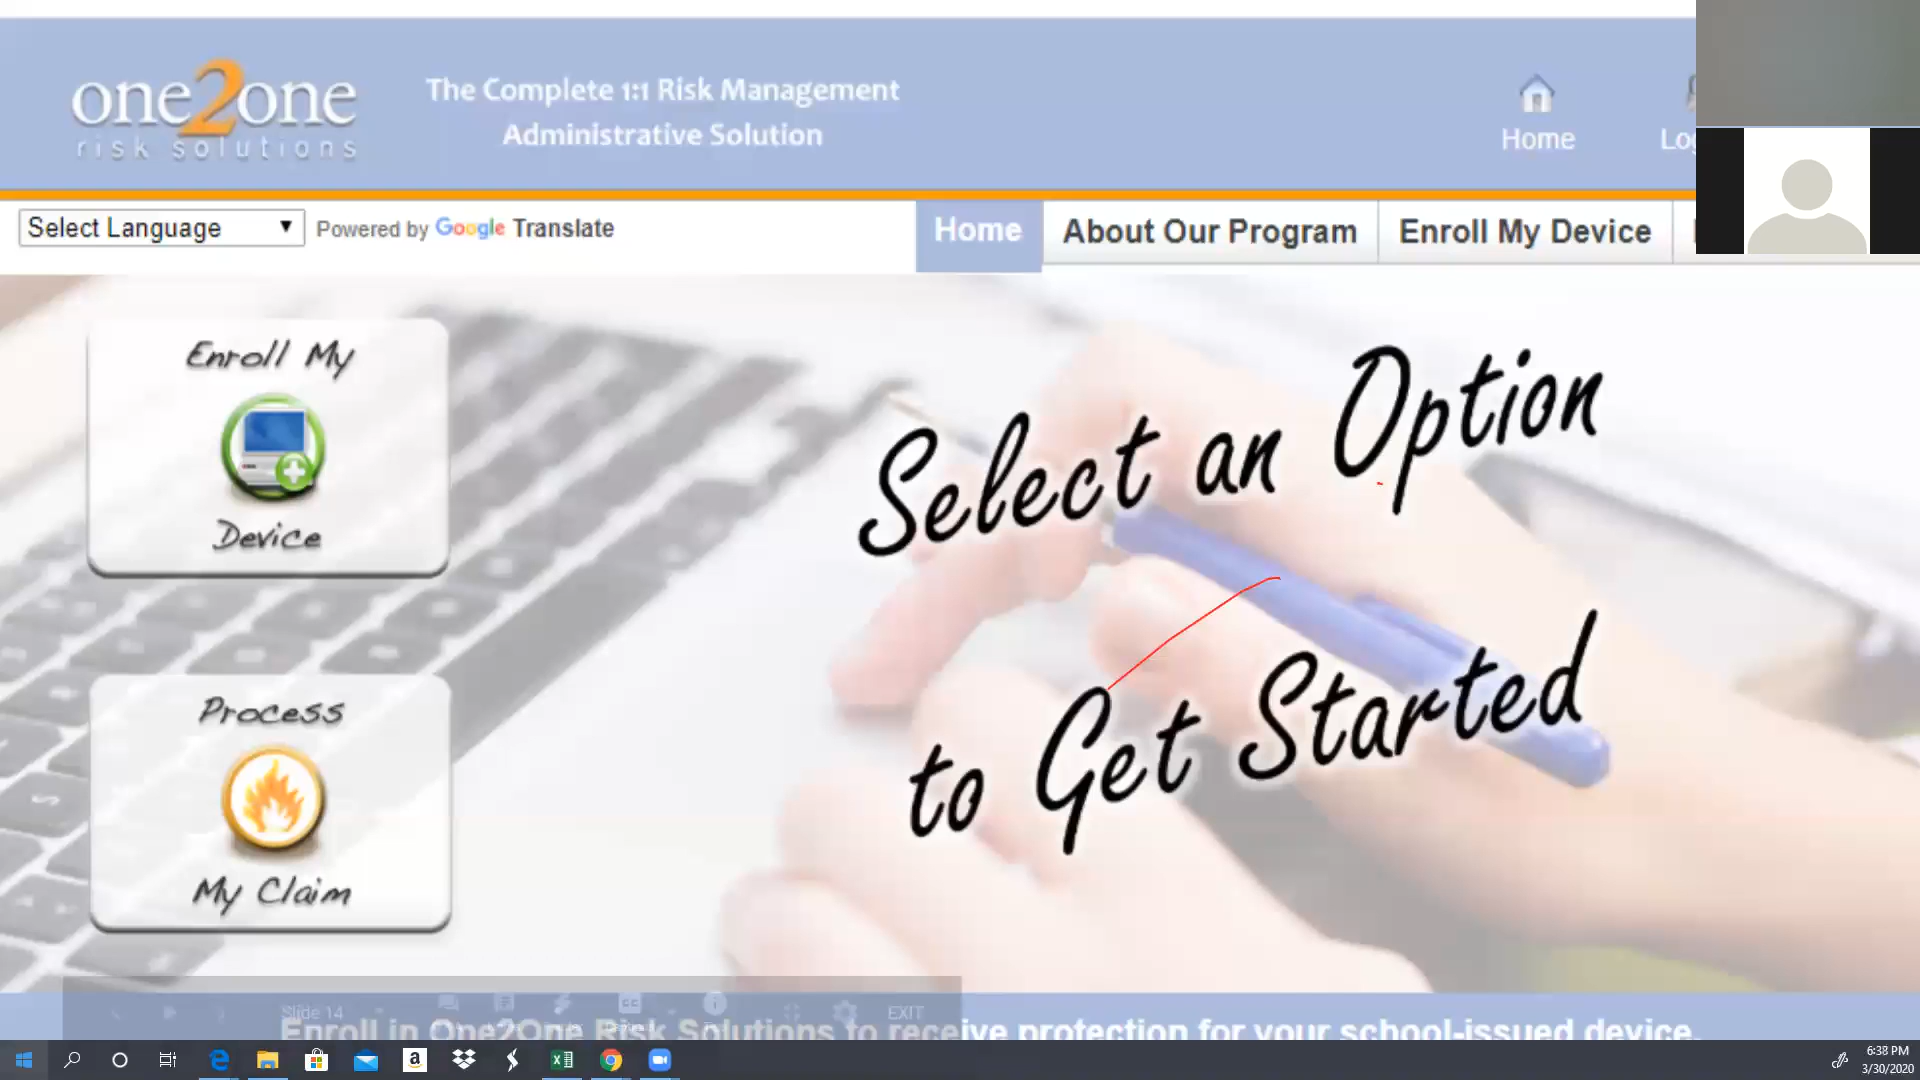 one2one
risk solutions
The Complete 1:1 Risk Management
Administrative Solution
Home
Select Language
Powered by Google Translate
Home
About Our Program
Enroll My Device
Enroll My
Device
Select an Option
to Get Started
Process
My Claim
Slide 14
EXIT
Enroll in One2One Risk Solutions to receive protection for your school-issued device.
6:38 PM
3/30/2020